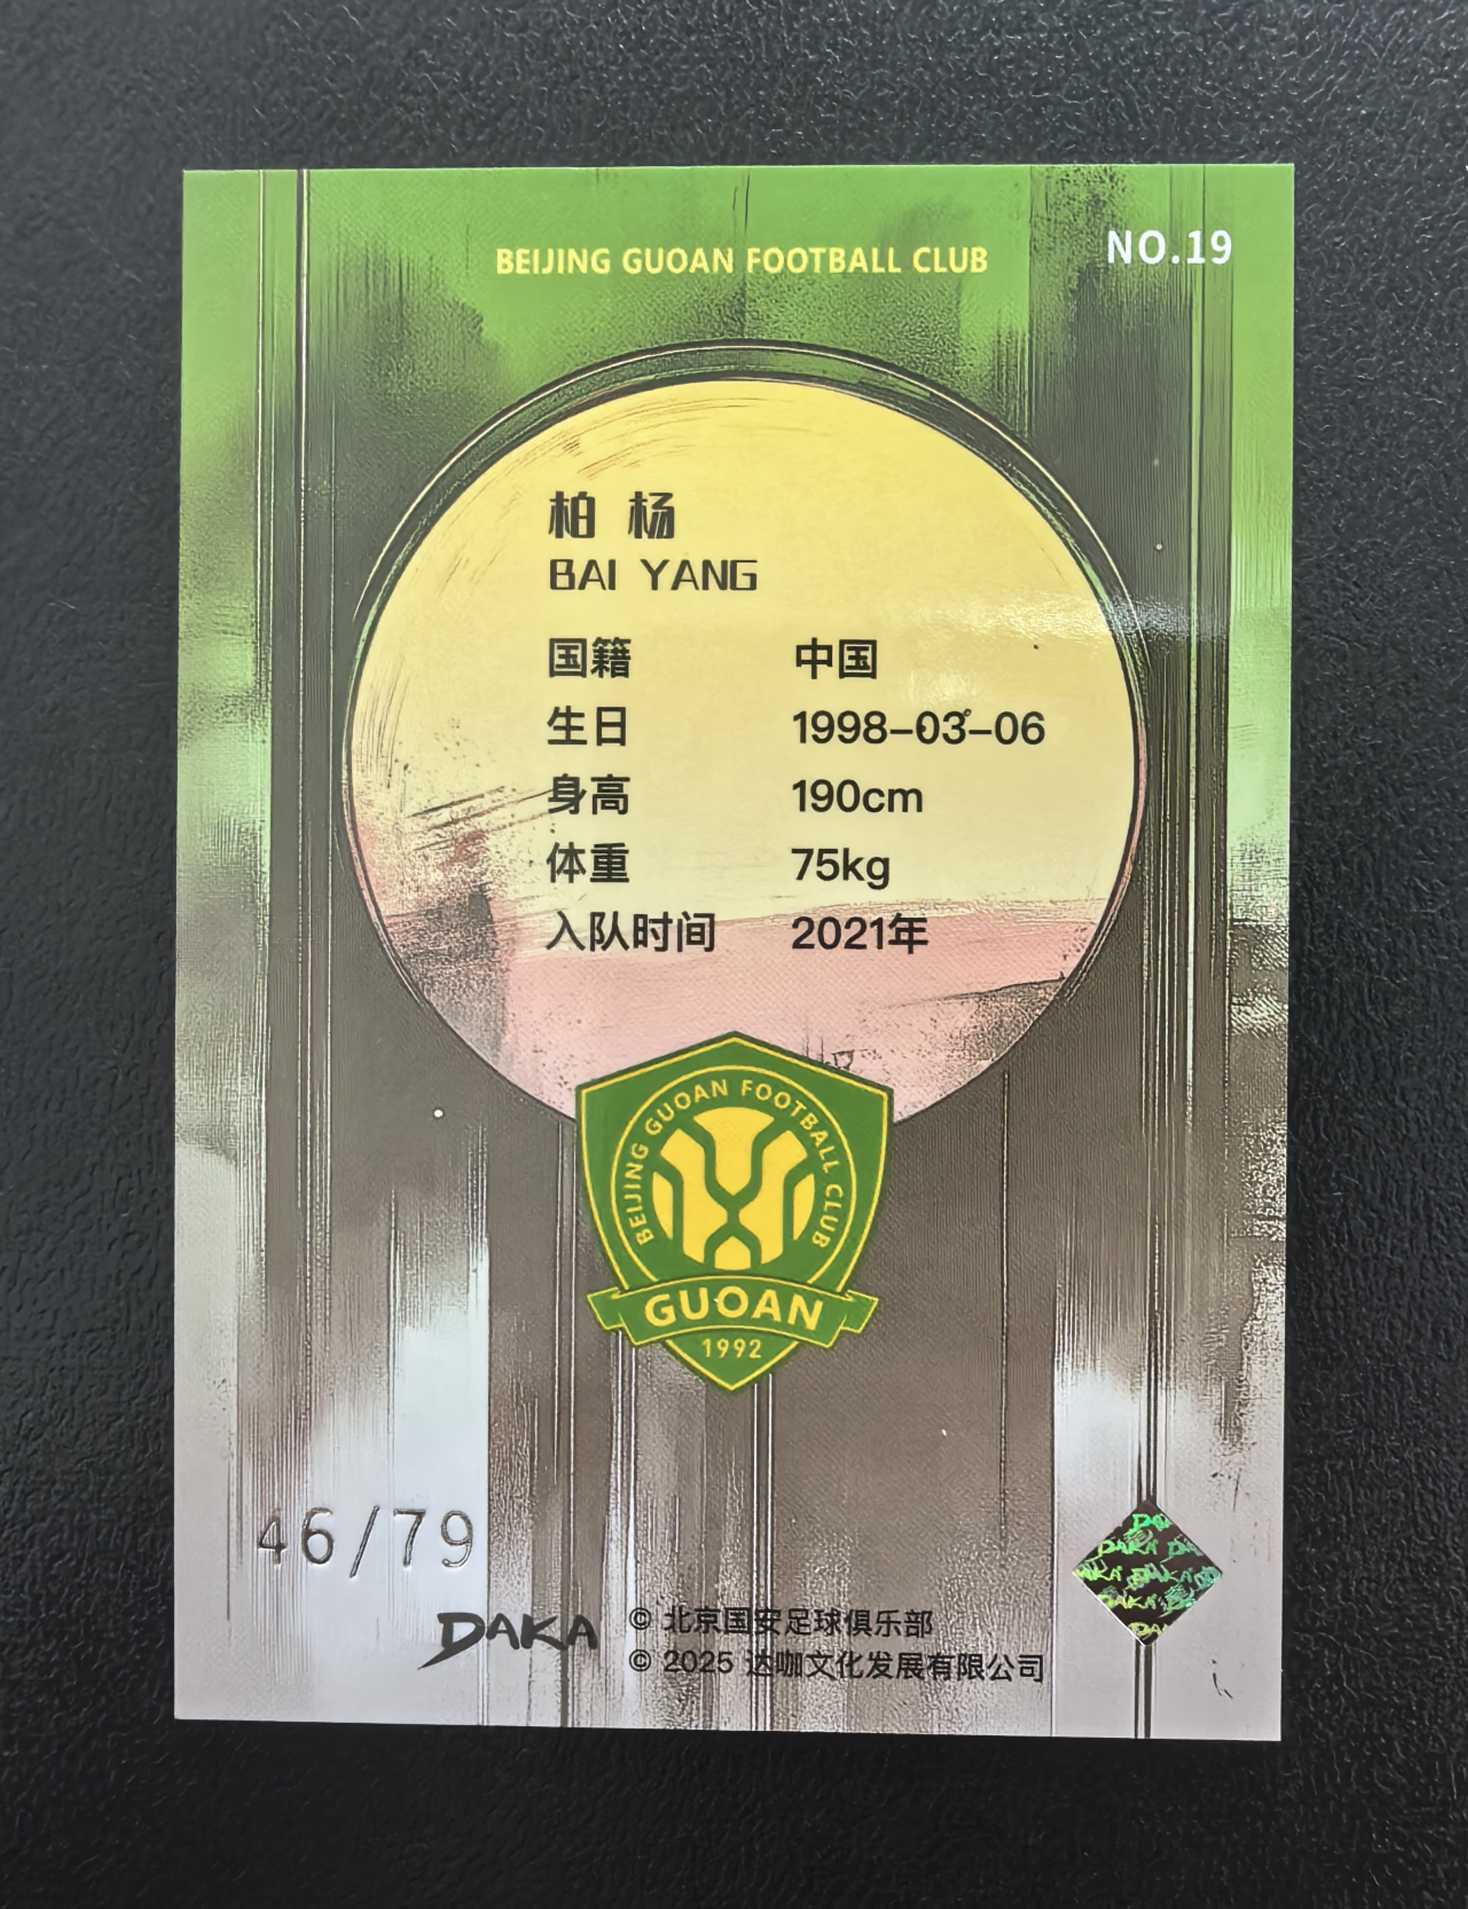 BEIJING GUOAN FOOTBALL CLUB
NO.19
柏 杨
BAI YANG
国籍 中国
生日 1998-03-06
身高 190cm
体重 75kg
入队时间 2021年
BEIJING GUOAN FOOTBALL CLUB
GUOAN
1992
46/79
DAKA
© 北京国安足球俱乐部
© 2025 达咖文化发展有限公司
DAKA DAKA